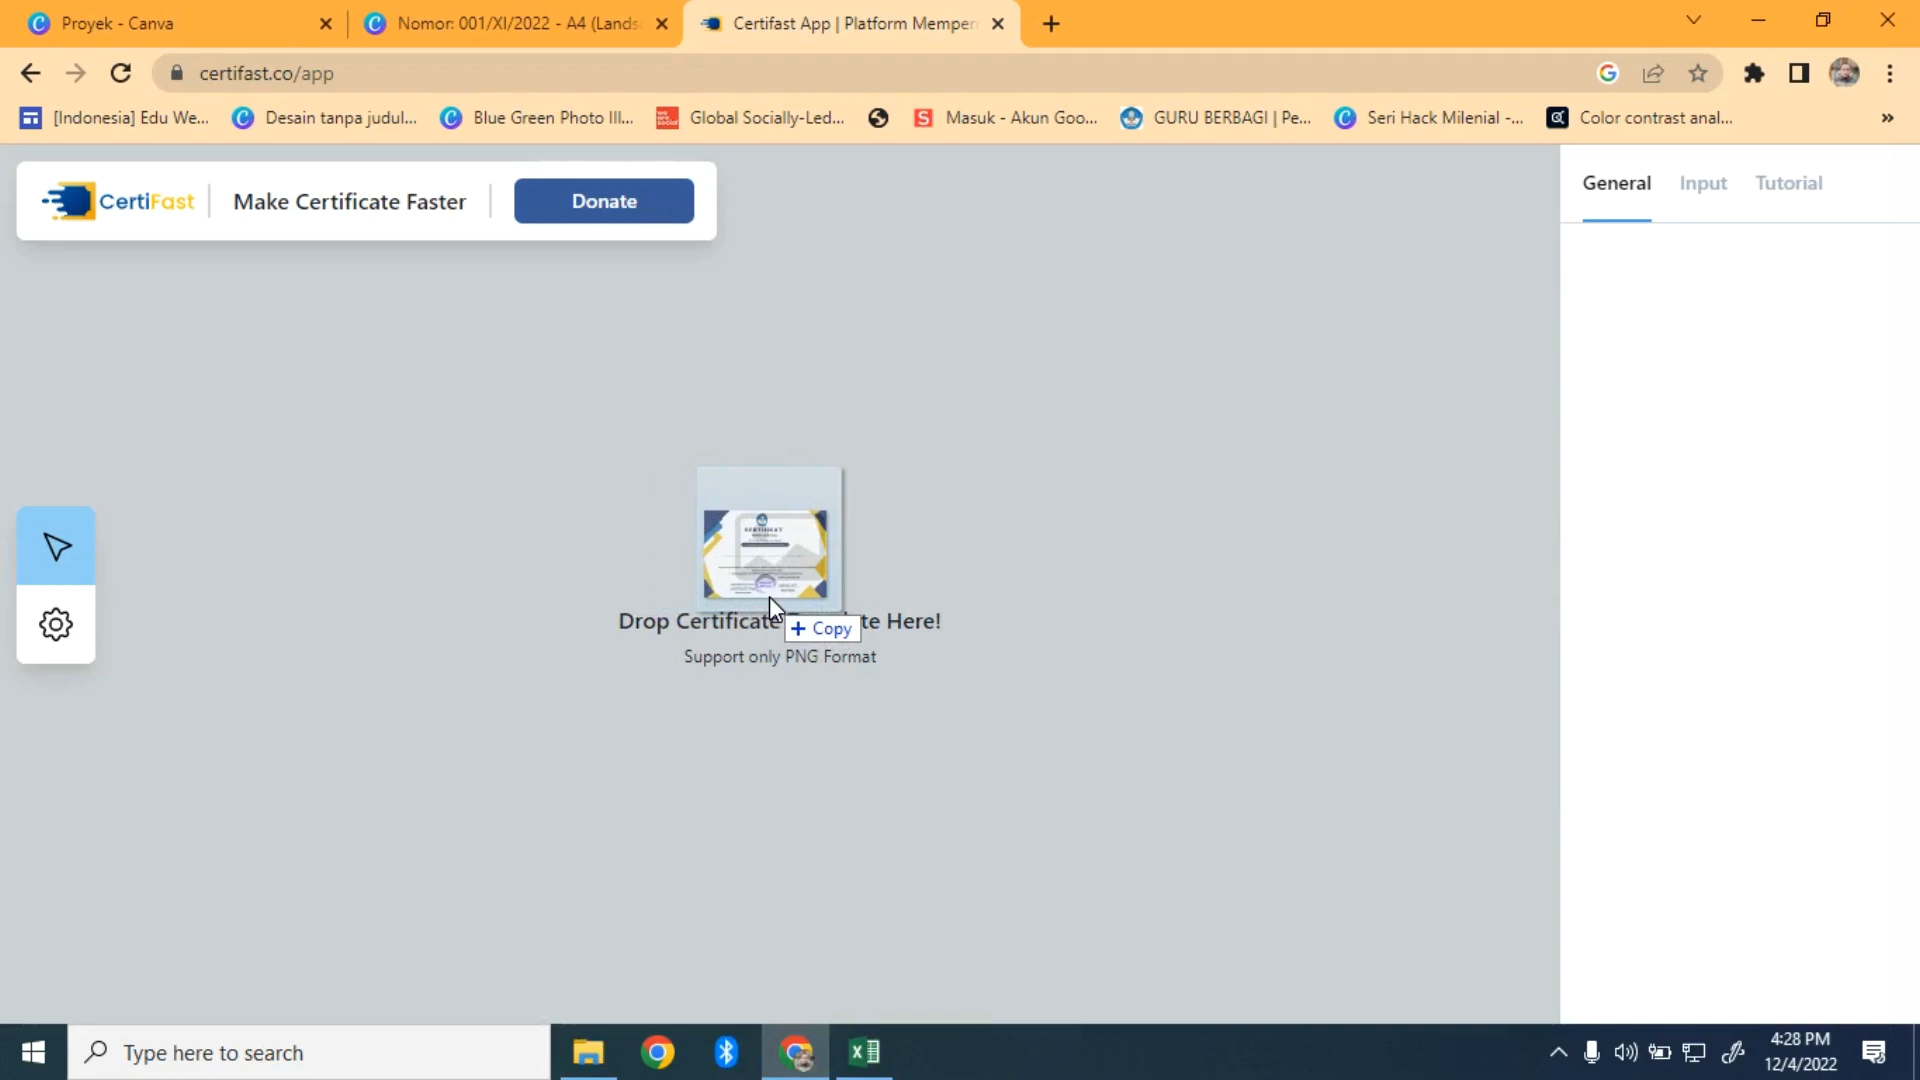 Proyek - Canva
Nomor: 001/XI/2022 - A4 (Lands
Certifast App | Platform Memper
certifast.co/app
[Indonesia] Edu We...
Desain tanpa judul...
Blue Green Photo Ill...
Global Socially-Led...
Masuk - Akun Goo...
GURU BERBAGI | Pe...
Seri Hack Milenial -...
Color contrast anal...
»
CertiFast
Make Certificate Faster
Donate
General
Input
Tutorial
Drop Certificate te Here!
+ Copy
Support only PNG Format
Type here to search
4:28 PM
12/4/2022